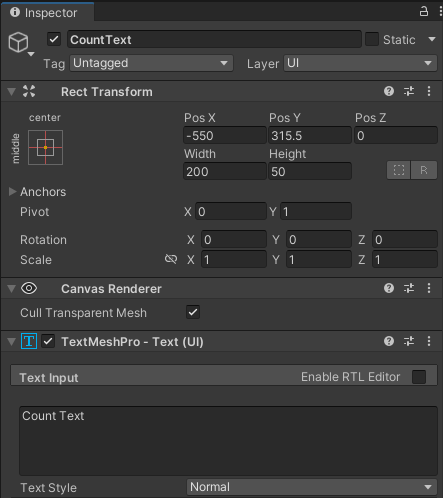 Inspector
CountText
Static
Tag Untagged Layer UI
Rect Transform
center
middle
Pos X Pos Y Pos Z
-550 315.5 0
Width Height
200 50
R
Anchors
Pivot X 0 Y 1
Rotation X 0 Y 0 Z 0
Scale X 1 Y 1 Z 1
Canvas Renderer
Cull Transparent Mesh
TextMeshPro - Text (UI)
Text Input Enable RTL Editor
Count Text
Text Style Normal